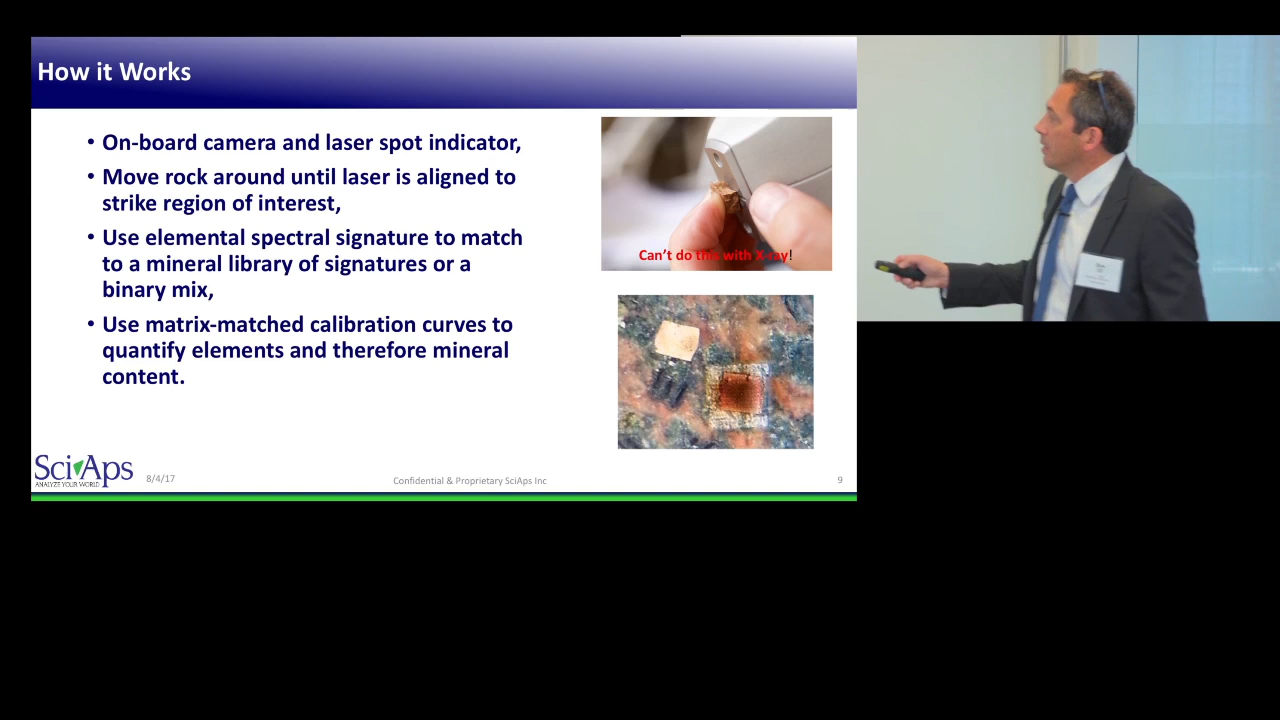 How it Works
• On-board camera and laser spot indicator,
• Move rock around until laser is aligned to
strike region of interest,
• Use elemental spectral signature to match
to a mineral library of signatures or a
binary mix,
• Use matrix-matched calibration curves to
quantify elements and therefore mineral
content.
Can't do this with X-ray!
SciAps
ANALYZE YOUR WORLD
8/4/17
Confidential & Proprietary SciAps Inc
9